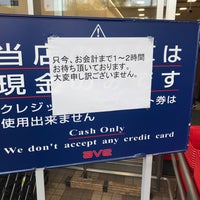 当店 は
只今、お会計まで1～2時間
お待ち頂いております。
大変申し訳ございません。
現金 す
クレジッ ト券は
使用出来ません
Cash Only
We don't accept any credit card
ave